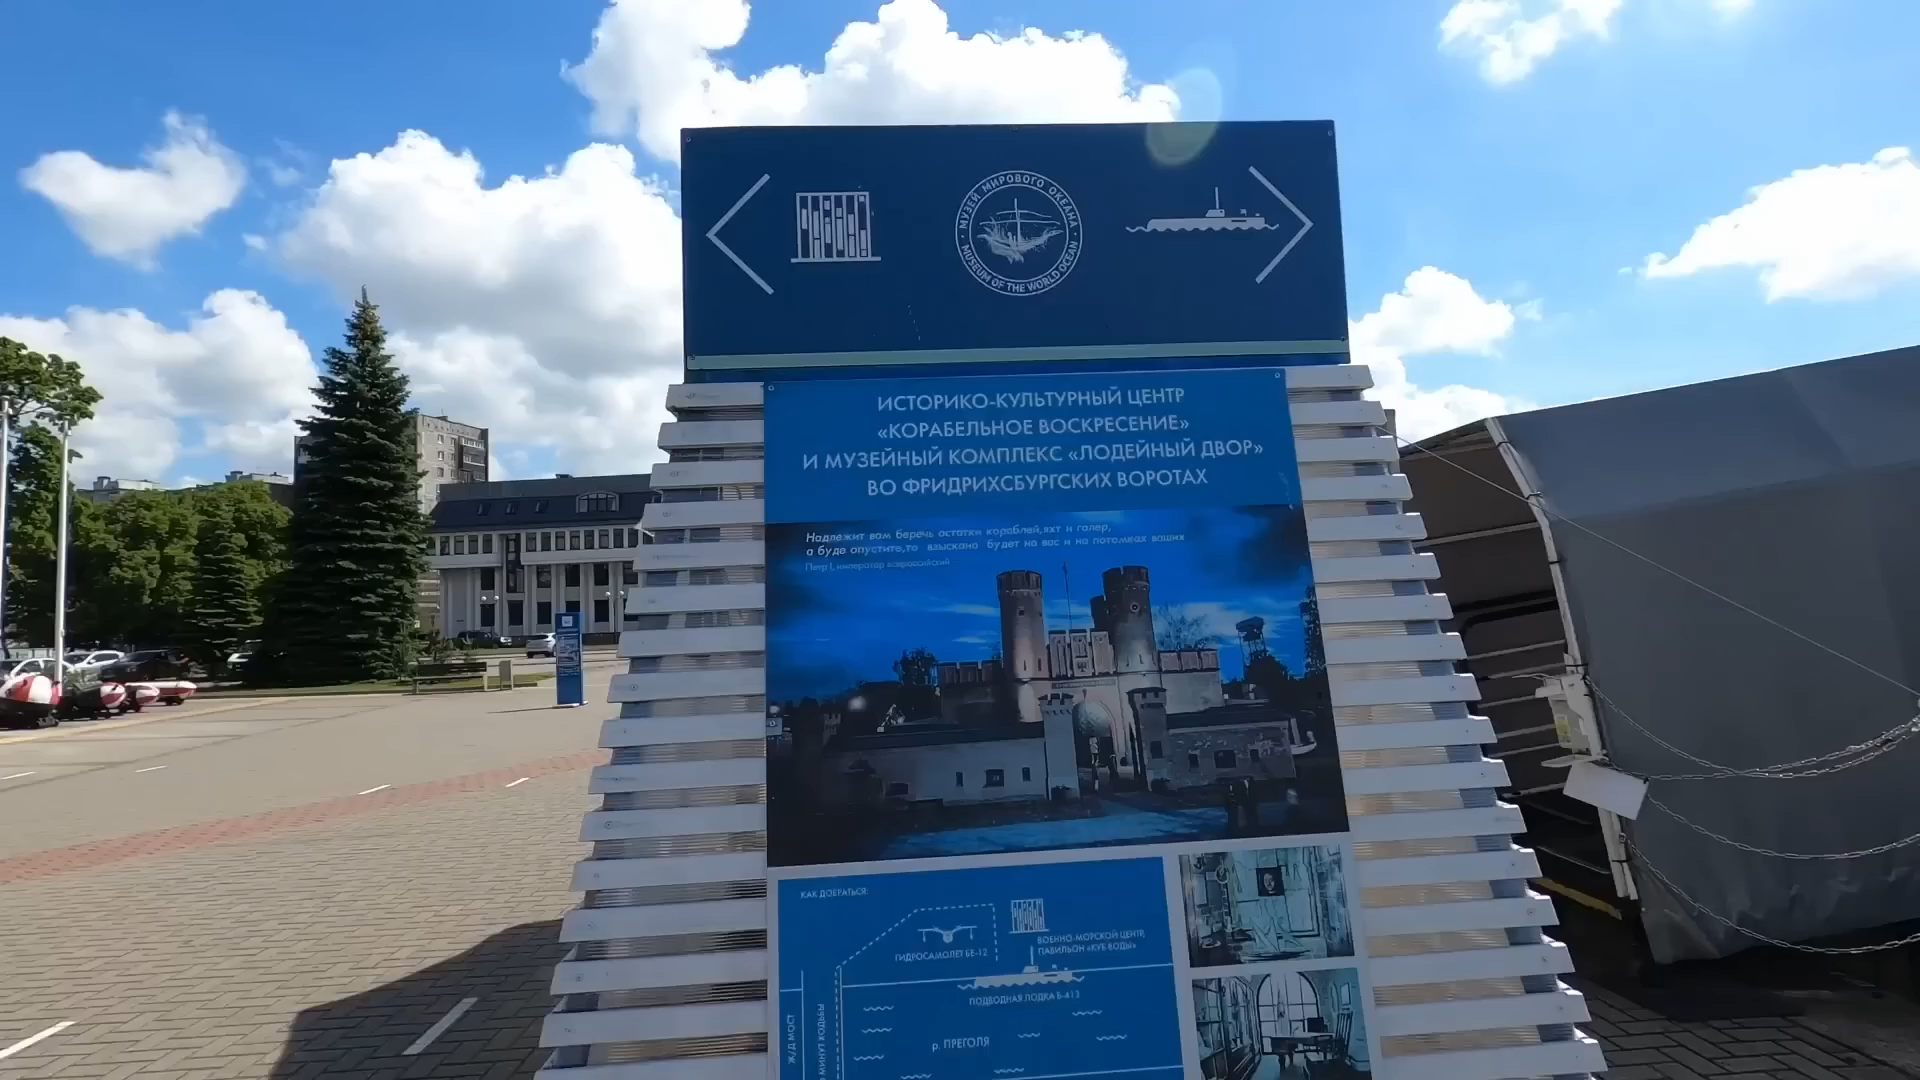 МУЗЕЙ МИРОВОГО ОКЕАНА
MUSEUM OF THE WORLD OCEAN
ИСТОРИКО-КУЛЬТУРНЫЙ ЦЕНТР
«КОРАБЕЛЬНОЕ ВОСКРЕСЕНИЕ»
И МУЗЕЙНЫЙ КОМПЛЕКС «ЛОДЕЙНЫЙ ДВОР»
ВО ФРИДРИХСБУРГСКИХ ВОРОТАХ
Надлежит вам беречь остатки кораблей, яхт и галер,
а буде опустите, то взыскано будет на вас и на потомках ваших
Петр I, император всероссийский
КАК ДОБРАТЬСЯ:
ГИДРОСАМОЛЕТ БЕ-12
ВОЕННО-МОРСКОЙ ЦЕНТР,
ПАВИЛЬОН «КУБ ВОДЫ»
ПОДВОДНАЯ ЛОДКА Б-413
р. ПРЕГОЛЯ
Ж/Д МОСТ
МИНУТ ХОДЬБЫ